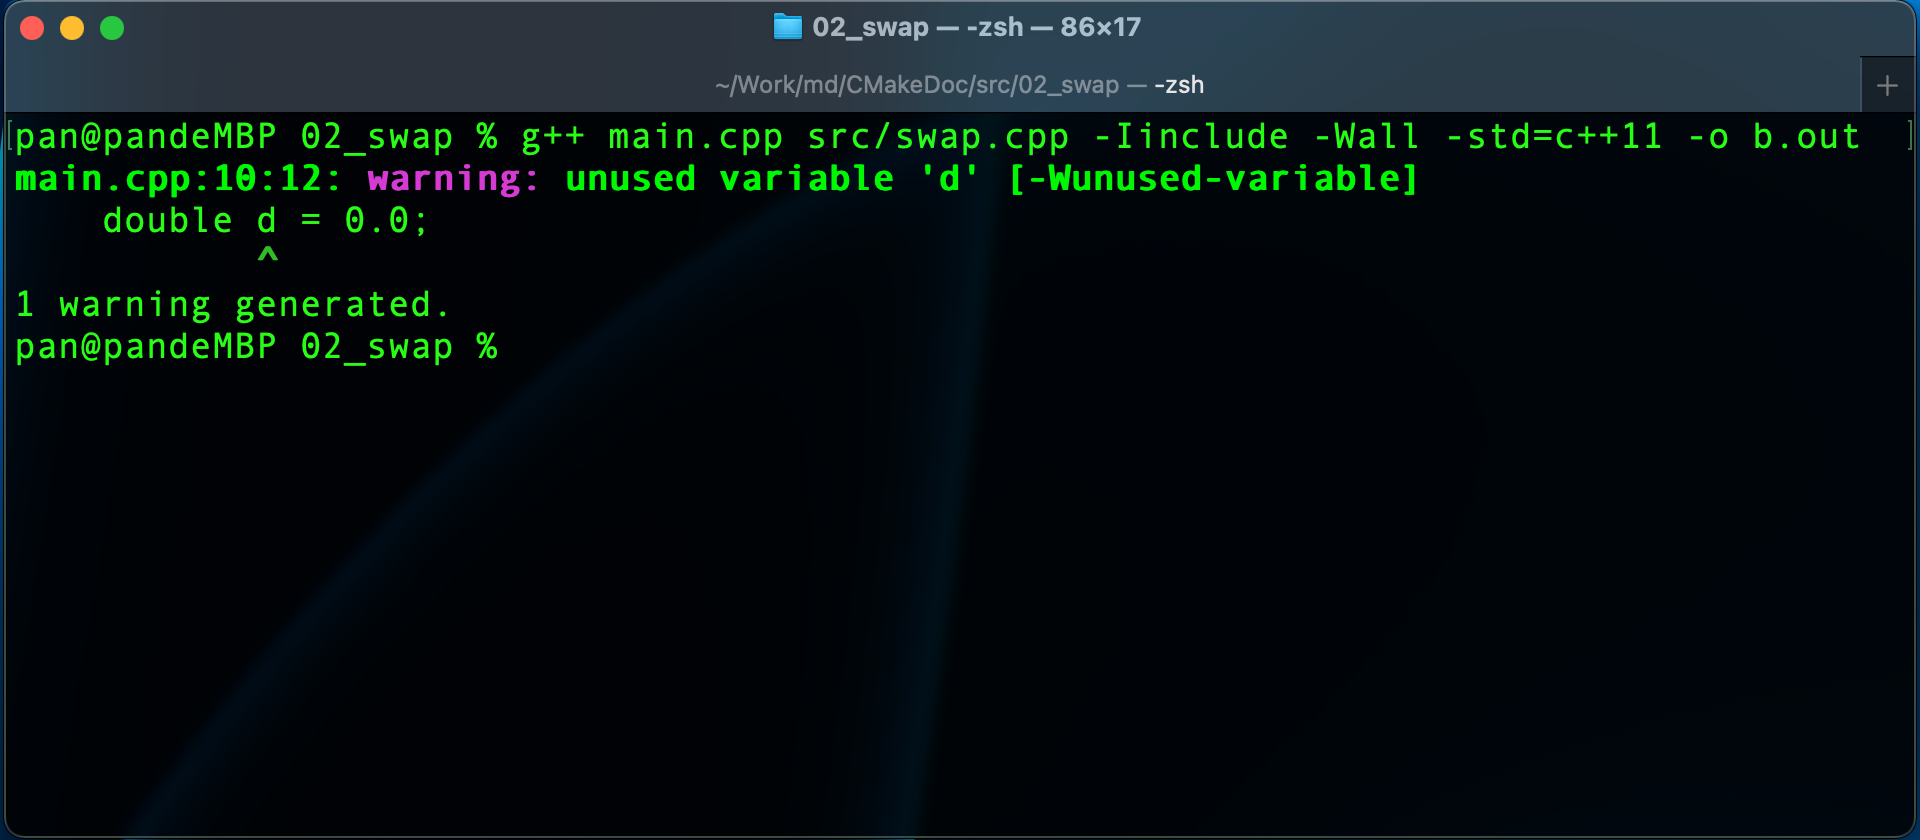 02_swap — -zsh — 86×17
~/Work/md/CMakeDoc/src/02_swap — -zsh
[pan@pandeMBP 02_swap % g++ main.cpp src/swap.cpp -Iinclude -Wall -std=c++11 -o b.out ]
main.cpp:10:12: warning: unused variable 'd' [-Wunused-variable]
    double d = 0.0;
           ^
1 warning generated.
pan@pandeMBP 02_swap %